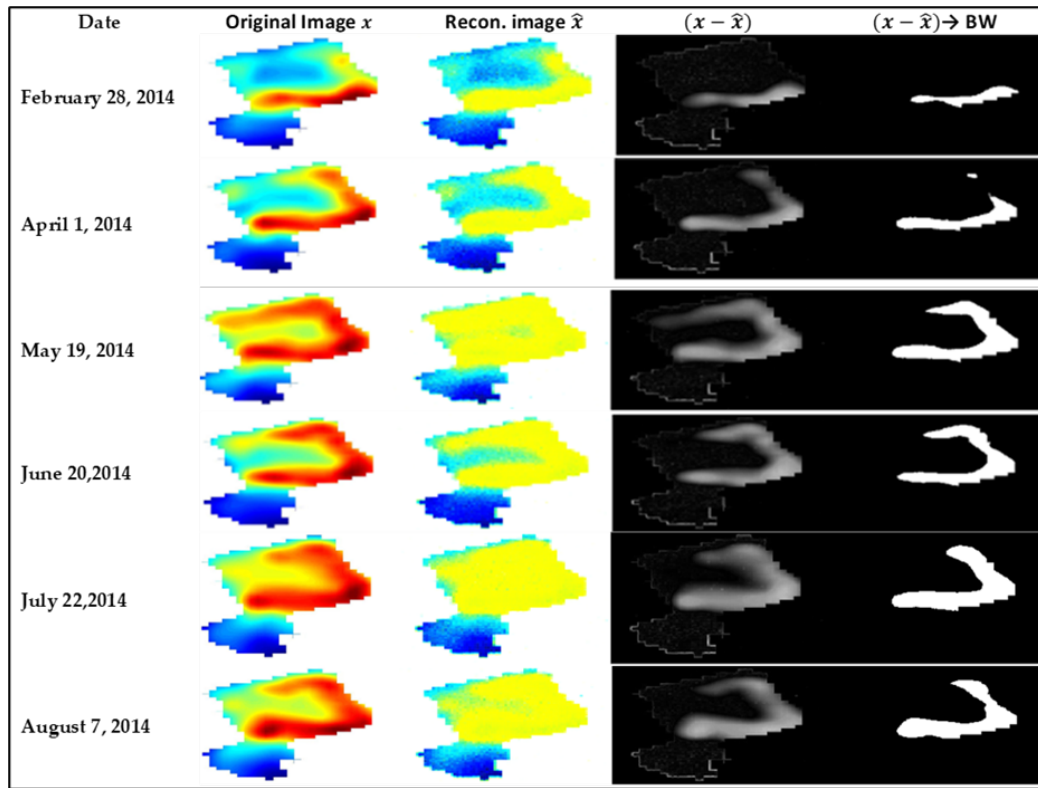 Date Original Image x Recon. image x̂ (x − x̂) (x − x̂)→ BW
February 28, 2014
April 1, 2014
May 19, 2014
June 20,2014
July 22,2014
August 7, 2014